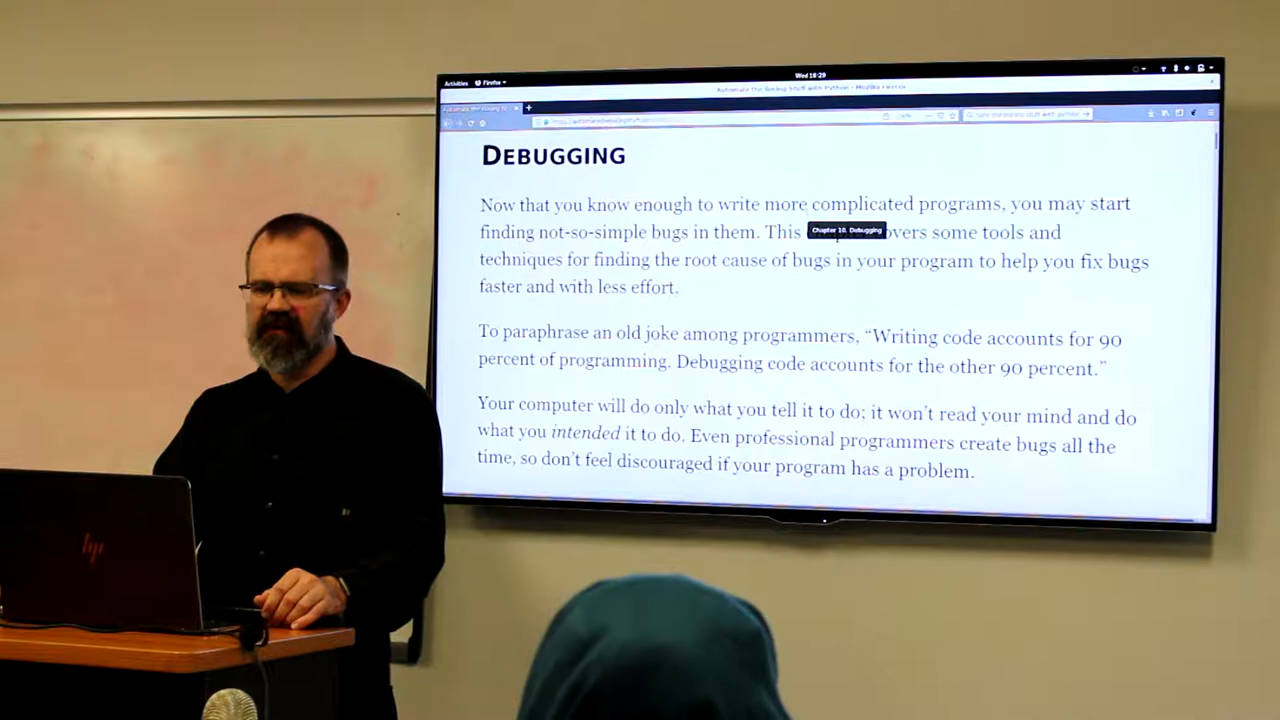 Activities Firefox
Wed 18:29
Automate the Boring Stuff with Python - Mozilla Firefox
DEBUGGING
Now that you know enough to write more complicated programs, you may start
finding not-so-simple bugs in them. This overs some tools and
Chapter 10. Debugging
techniques for finding the root cause of bugs in your program to help you fix bugs
faster and with less effort.
To paraphrase an old joke among programmers, “Writing code accounts for 90
percent of programming. Debugging code accounts for the other 90 percent.”
Your computer will do only what you tell it to do; it won’t read your mind and do
what you intended it to do. Even professional programmers create bugs all the
time, so don’t feel discouraged if your program has a problem.
hp